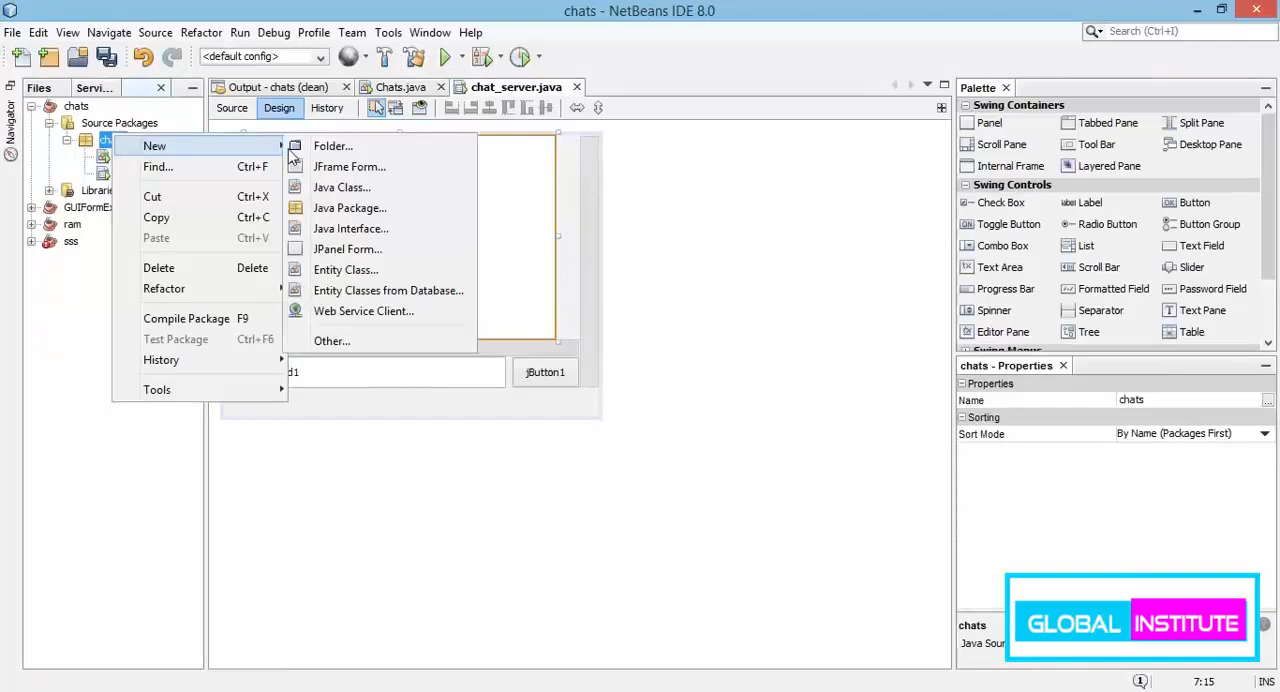 chats - NetBeans IDE 8.0
File Edit View Navigate Source Refactor Run Debug Profile Team Tools Window Help
Search (Ctrl+I)
<default config>
Files Servi... Output - chats (clean) Chats.java chat_server.java Palette
Navigator
Source Design History
chats
Source Packages
Librarie
GUIFormEx
ram
sss
New
Find... Ctrl+F
Cut Ctrl+X
Copy Ctrl+C
Paste Ctrl+V
Delete Delete
Refactor
Compile Package F9
Test Package Ctrl+F6
History
Tools
Folder...
JFrame Form...
Java Class...
Java Package...
Java Interface...
JPanel Form...
Entity Class...
Entity Classes from Database...
Web Service Client...
Other...
d1
jButton1
Swing Containers
Panel Tabbed Pane Split Pane
Scroll Pane Tool Bar Desktop Pane
Internal Frame Layered Pane
Swing Controls
Check Box Label Button
Toggle Button Radio Button Button Group
Combo Box List Text Field
Text Area Scroll Bar Slider
Progress Bar Formatted Field Password Field
Spinner Separator Text Pane
Editor Pane Tree Table
Swing Menus
chats - Properties
Properties
Name chats
Sorting
Sort Mode By Name (Packages First)
chats
Java Sour
GLOBAL INSTITUTE
7:15 INS